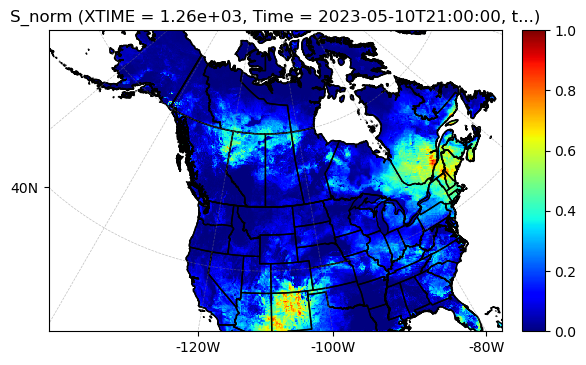 S_norm (XTIME = 1.26e+03, Time = 2023-05-10T21:00:00, t...)
1.0
0.8
0.6
40N
0.4
0.2
0.0
-120W
-100W
-80W